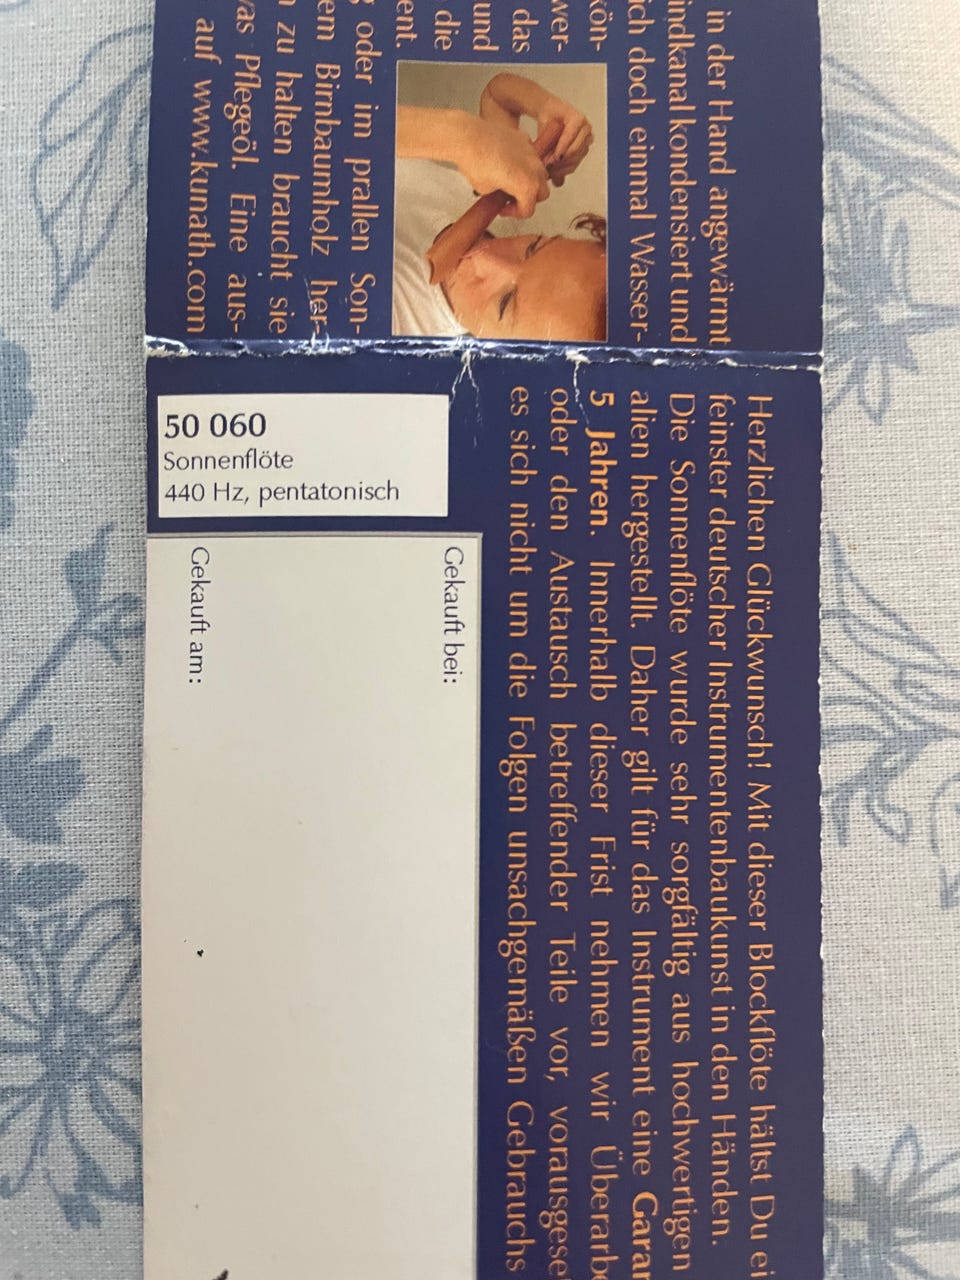 in der Hand angewärmt
indkanal kondensiert und
ich doch einmal Wasser-
kön-
wer-
das
und
die
ent.
oder im prallen Son-
em Birnbaumholz her-
zu halten braucht sie
was Pflegeöl. Eine aus-
auf www.kunath.com
Herzlichen Glückwunsch! Mit dieser Blockflöte hältst Du ei
feinster deutscher Instrumentenbaukunst in den Händen.
Die Sonnenflöte wurde sehr sorgfältig aus hochwertigen
alien hergestellt. Daher gilt für das Instrument eine Garan
5 Jahren. Innerhalb dieser Frist nehmen wir Überarbe
oder den Austausch betreffender Teile vor, vorausgeset
es sich nicht um die Folgen unsachgemäßen Gebrauchs
50 060
Sonnenflöte
440 Hz, pentatonisch
Gekauft bei:
Gekauft am: